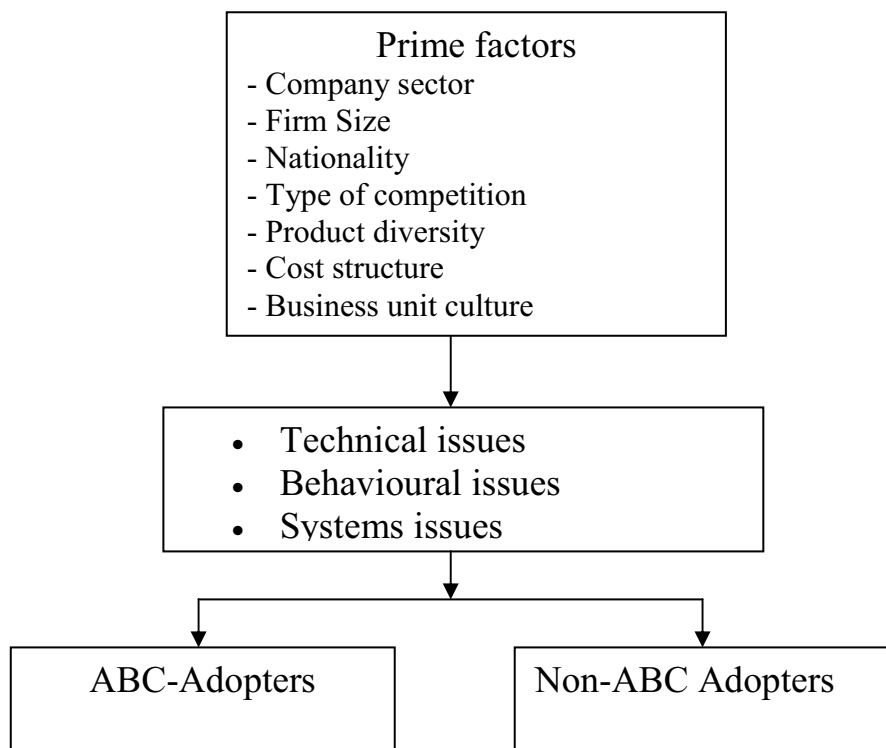 Prime factors
- Company sector
- Firm Size
- Nationality
- Type of competition
- Product diversity
- Cost structure
- Business unit culture
• Technical issues
• Behavioural issues
• Systems issues
ABC-Adopters
Non-ABC Adopters